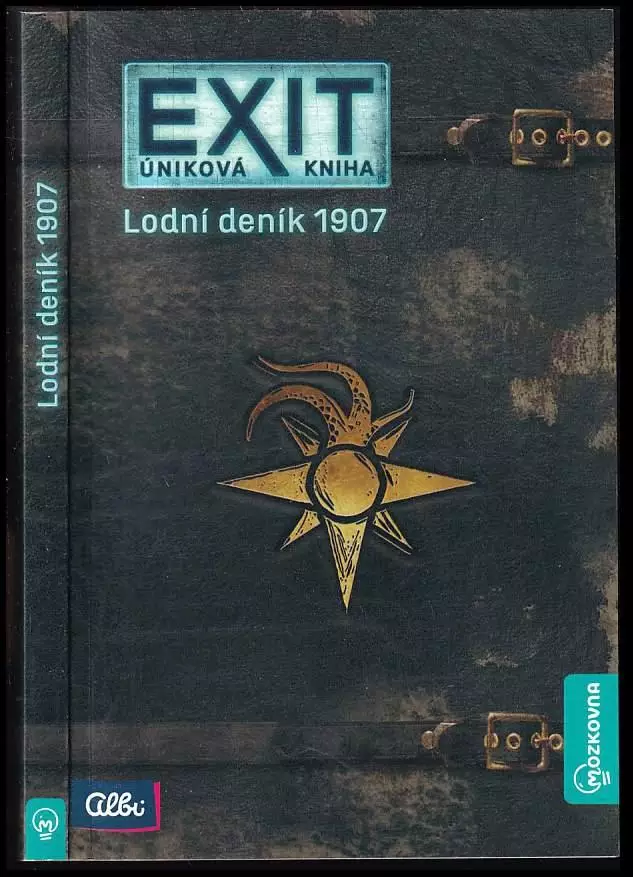 EXIT
ÚNIKOVÁ KNIHA
Lodní deník 1907
Lodní deník 1907
MOZKOVNA
albi